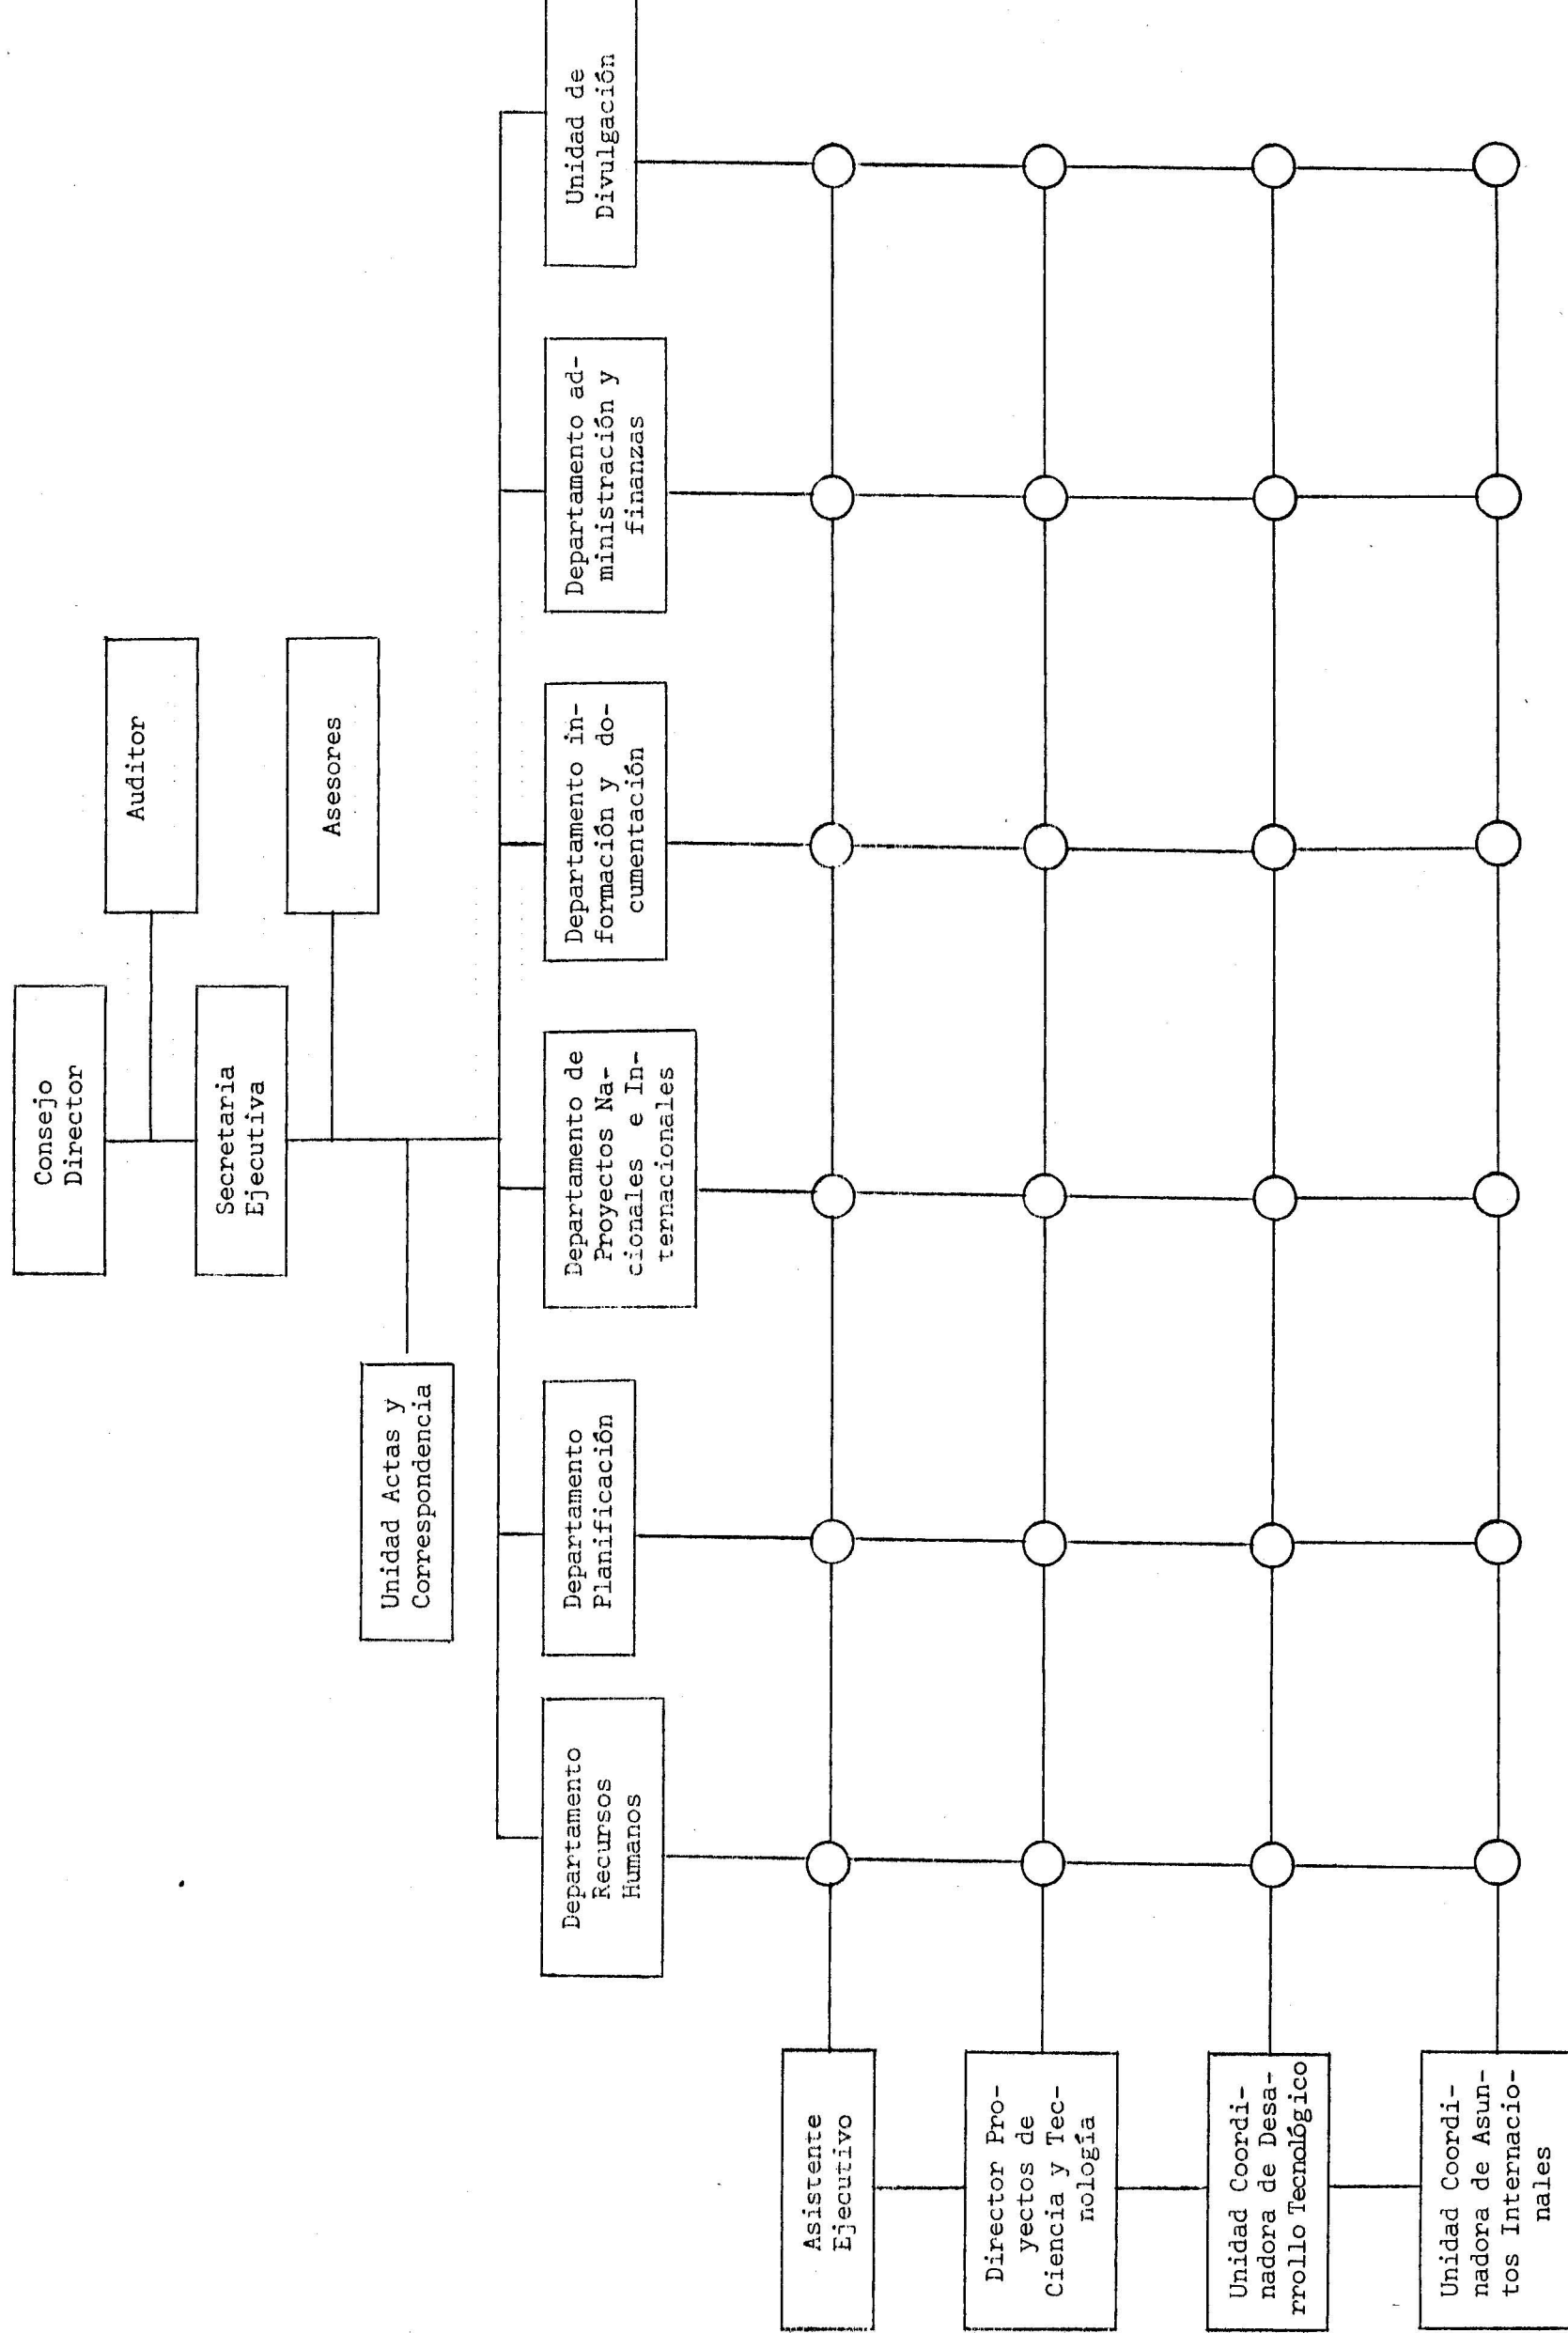 Consejo
Director
Auditor
Secretaria
Ejecutiva
Asesores
Unidad Actas y
Correspondencia
Departamento
Recursos
Humanos
Departamento
Planificación
Departamento de
Proyectos Na-
cionales e In-
ternacionales
Departamento in-
formación y do-
cumentación
Departamento ad-
ministración y
finanzas
Unidad de
Divulgación
Asistente
Ejecutivo
Director Pro-
yectos de
Ciencia y Tec-
nología
Unidad Coordi-
nadora de Desa-
rrollo Tecnológico
Unidad Coordi-
nadora de Asun-
tos Internacio-
nales